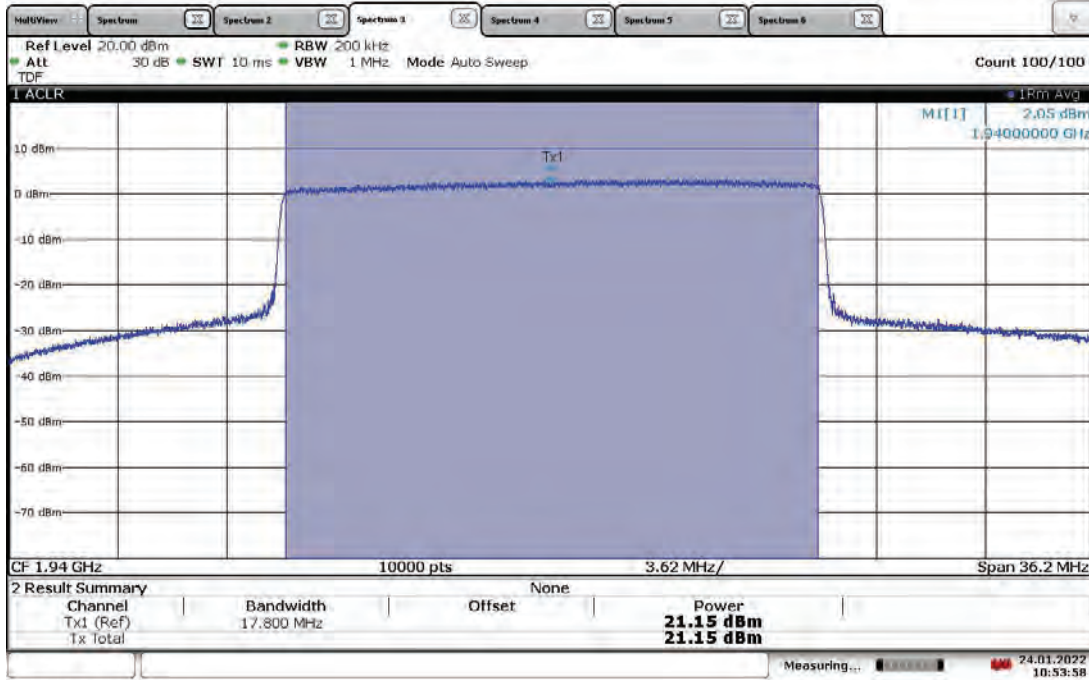 MultiView Spectrum Spectrum 2 Spectrum 3 Spectrum 4 Spectrum 5 Spectrum 6
Ref Level 20.00 dBm RBW 200 kHz
Att 30 dB SWT 10 ms VBW 1 MHz Mode Auto Sweep Count 100/100
TDF
1 ACLR 1Rm Avg
M1[1] 2.05 dBm
1.94000000 GHz
10 dBm
Tx1
0 dBm
-10 dBm
-20 dBm
-30 dBm
-40 dBm
-50 dBm
-60 dBm
-70 dBm
CF 1.94 GHz 10000 pts 3.62 MHz/ Span 36.2 MHz
2 Result Summary None
Channel Bandwidth Offset Power
Tx1 (Ref) 17.800 MHz 21.15 dBm
Tx Total 21.15 dBm
Measuring... 24.01.2022
10:53:58